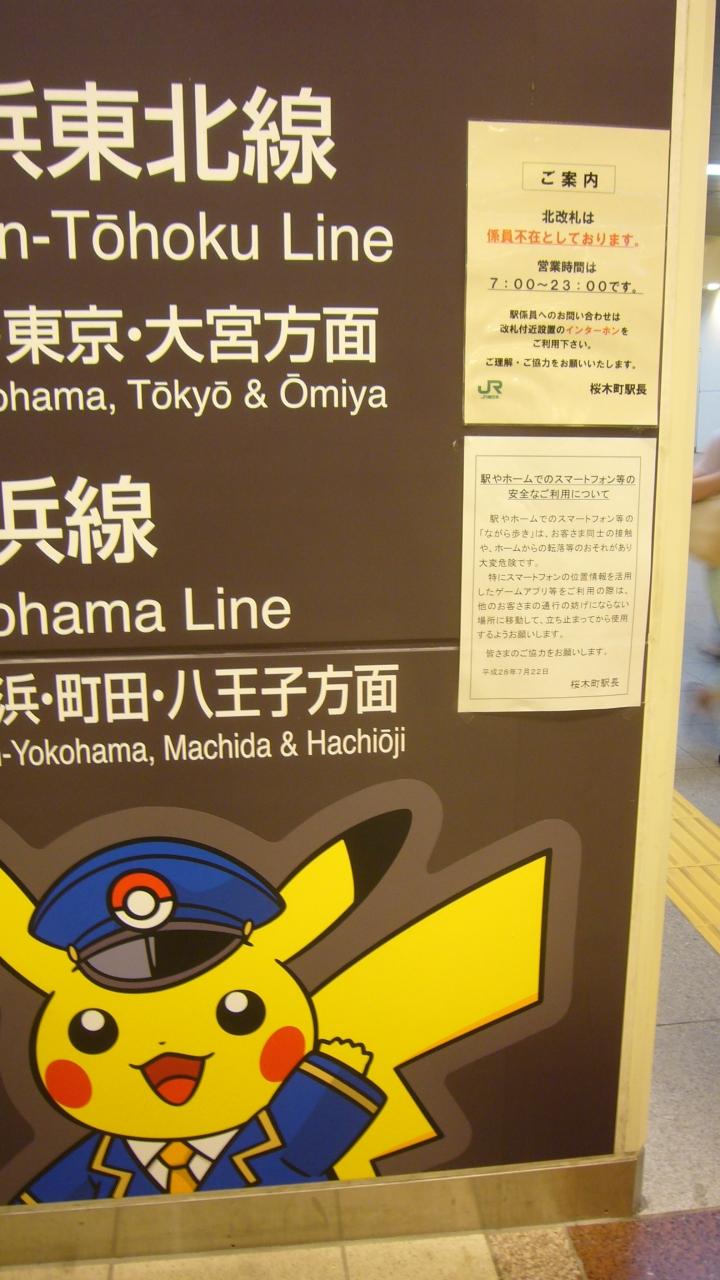 浜東北線
n-Tōhoku Line
・東京・大宮方面
ohama, Tōkyō & Ōmiya
浜線
ohama Line
浜・町田・八王子方面
-Yokohama, Machida & Hachiōji
ご案内
北改札は
係員不在としております。
営業時間は
7：00～23：00です。
駅係員へのお問い合わせは
改札付近設置のインターホンを
ご利用下さい。
ご理解・ご協力をお願いいたします。
JR
桜木町駅長
駅やホームでのスマートフォン等の
安全なご利用について
駅やホームでのスマートフォン等の
「ながら歩き」は、お客さま同士の接触
や、ホームからの転落等のおそれがあり
大変危険です。
特にスマートフォンの位置情報を活用
したゲームアプリ等をご利用の際は、
他のお客さまの通行の妨げにならない
場所に移動して、立ち止まってから使用
するようお願いします。
皆さまのご協力をお願いします。
平成28年7月22日
桜木町駅長